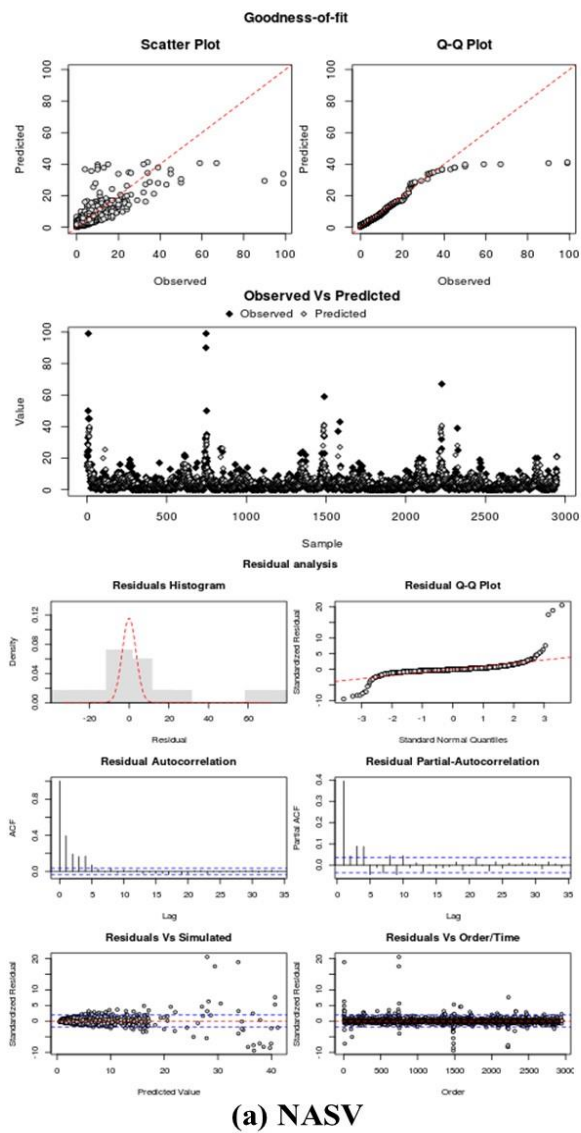 Goodness-of-fit
Scatter Plot
Q-Q Plot
Predicted
0 20 40 60 80 100
0 20 40 60 80 100
Observed
Predicted
0 20 40 60 80 100
0 20 40 60 80 100
Observed
Observed Vs Predicted
Observed Predicted
Value
0 20 40 60 80 100
0 500 1000 1500 2000 2500 3000
Sample
Residual analysis
Residuals Histogram
Residual Q-Q Plot
Density
0.00 0.04 0.08 0.12
-20 0 20 40 60
Residual
Standardized Residual
-10 0 5 10 20
-3 -2 -1 0 1 2 3
Standard Normal Quantiles
Residual Autocorrelation
Residual Partial-Autocorrelation
ACF
0.0 0.4 0.8
0 5 10 15 20 25 30 35
Lag
Partial ACF
0.0 0.1 0.2 0.3 0.4
0 5 10 15 20 25 30 35
Lag
Residuals Vs Simulated
Residuals Vs Order/Time
Standardized Residual
-10 0 5 10 20
0 10 20 30 40
Predicted Value
Standardized Residual
-10 0 5 10 20
0 500 1000 1500 2000 2500 3000
Order
(a) NASV